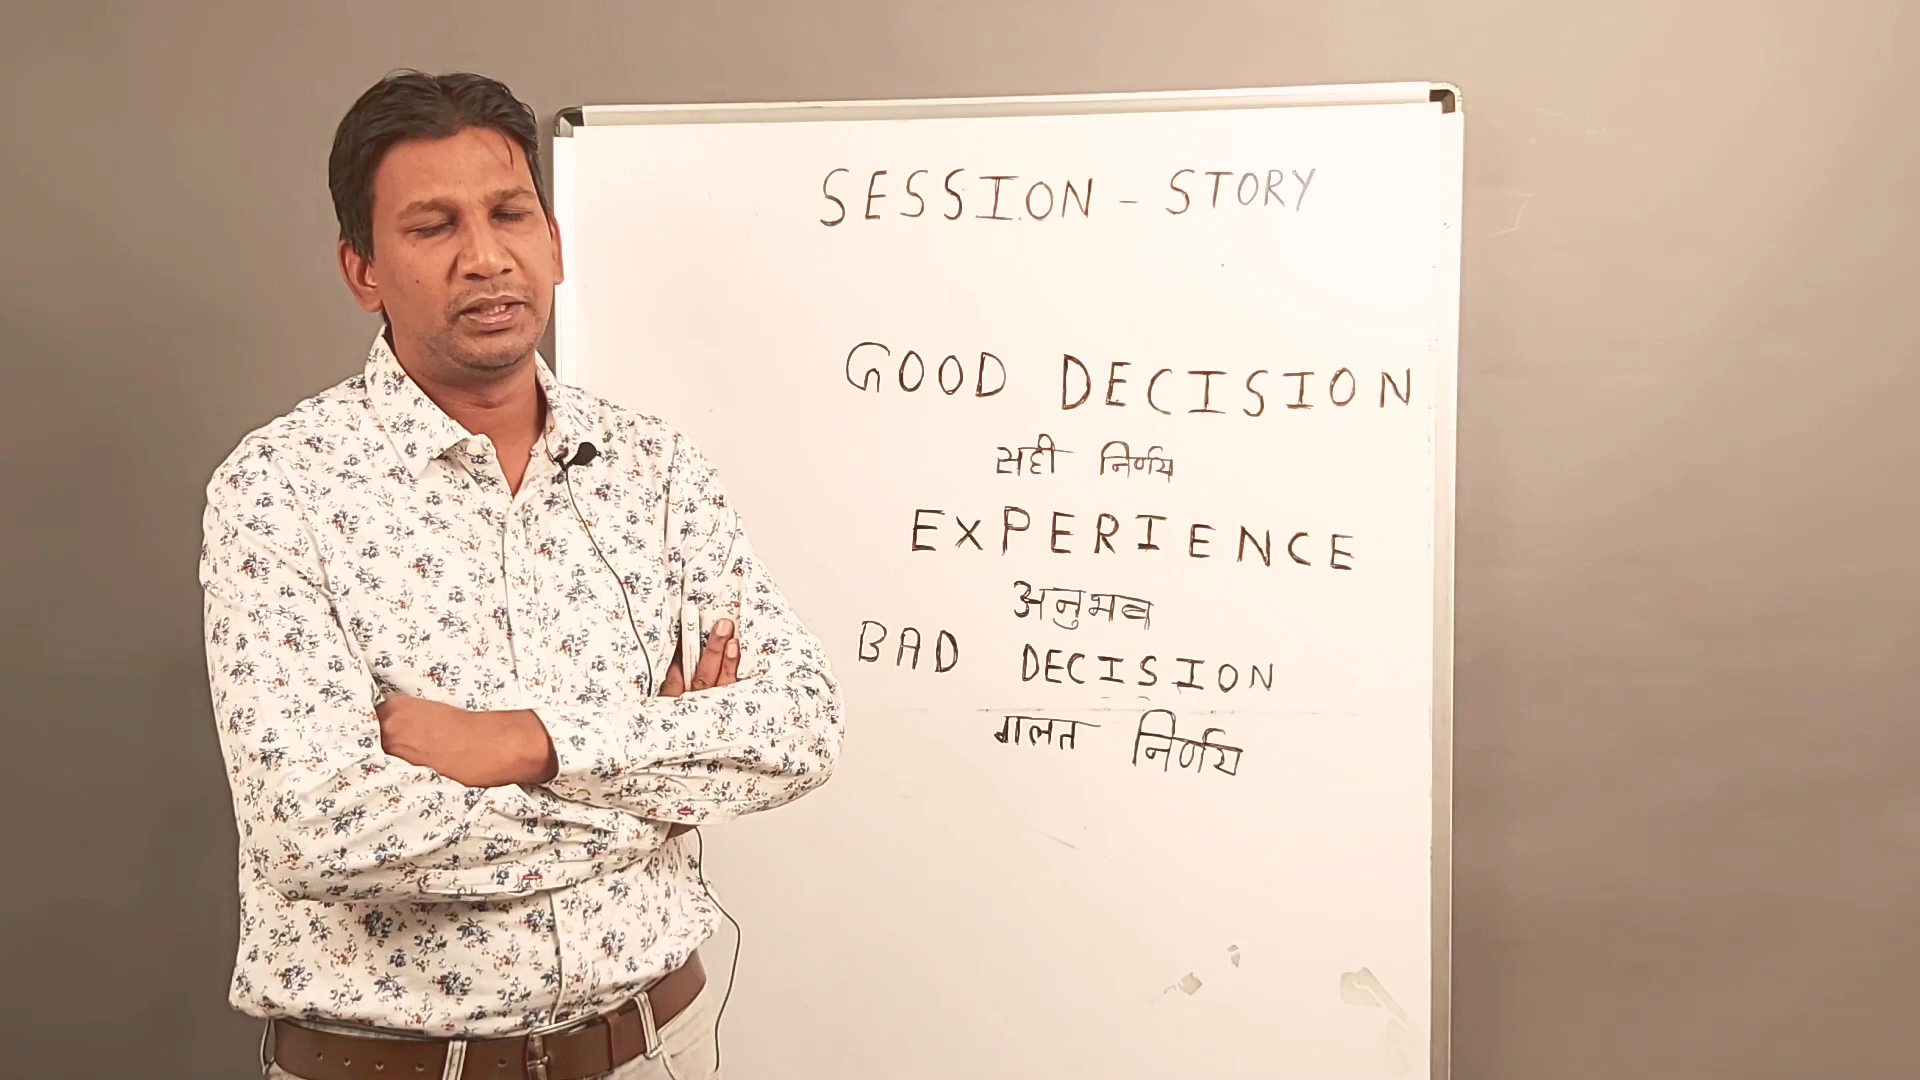 SESSION - STORY
GOOD DECISION
सही निर्णय
EXPERIENCE
अनुभव
BAD DECISION
गलत निर्णय